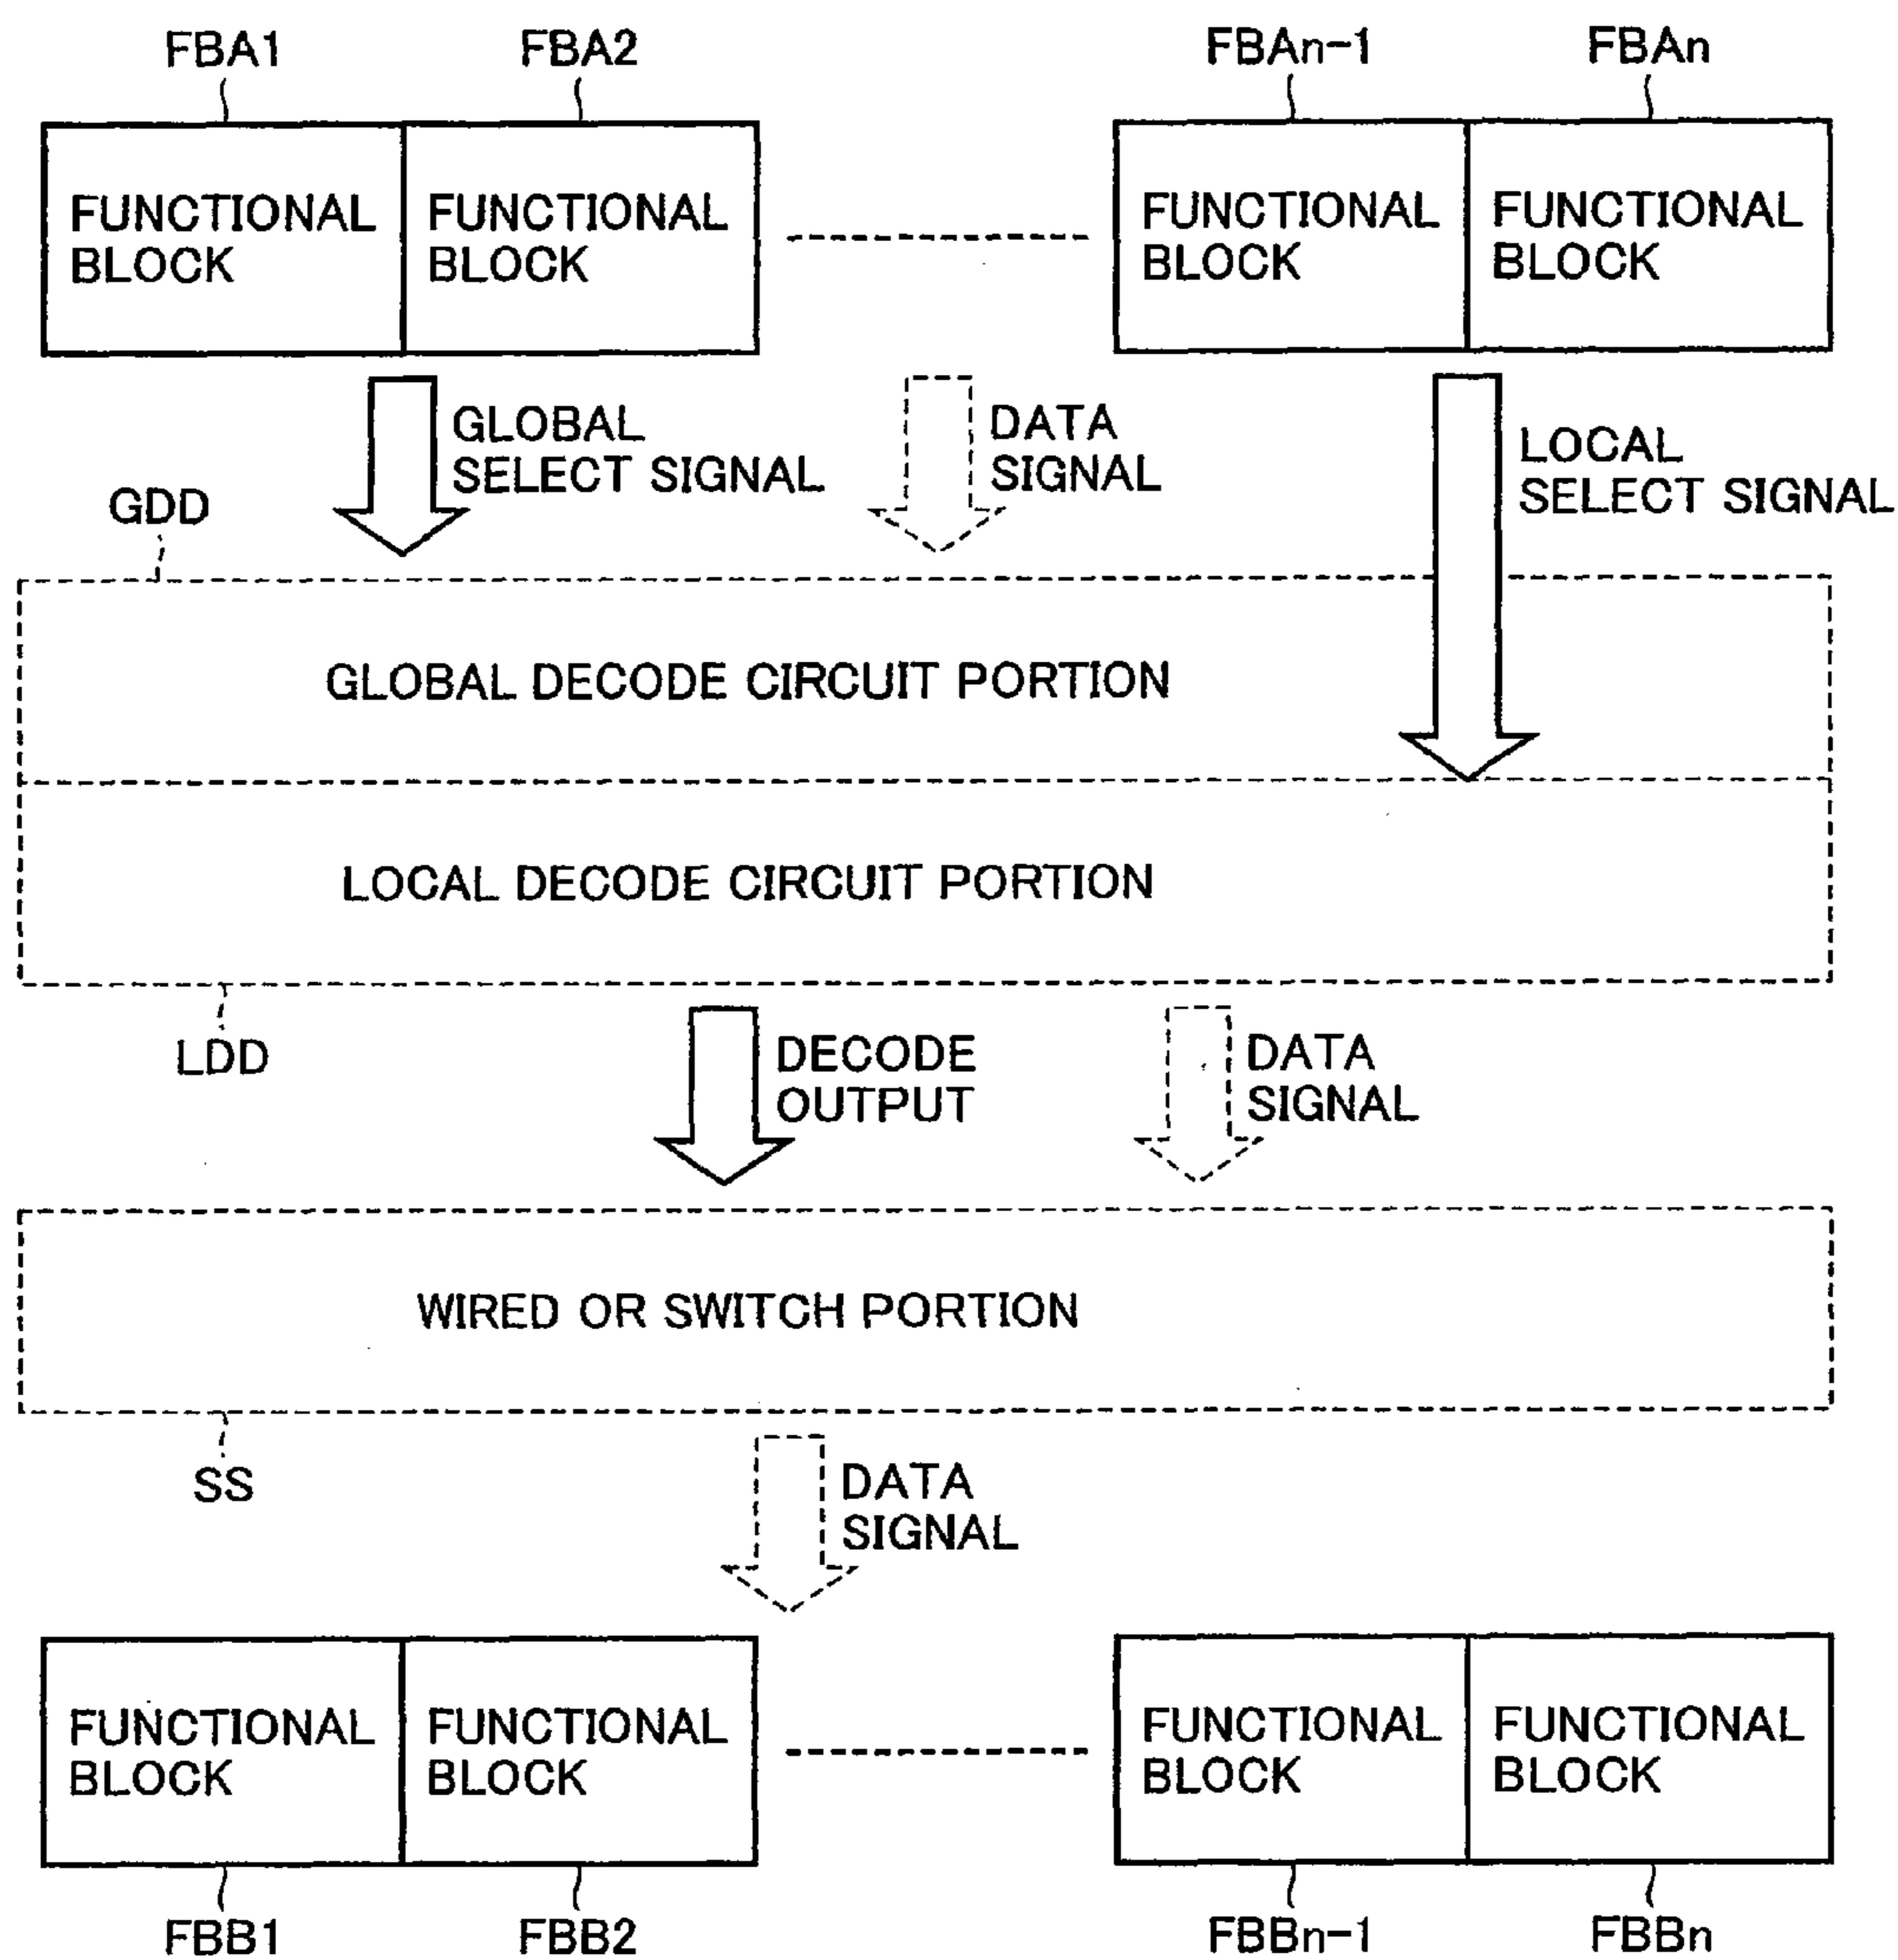 FBA1 FBA2 FBAn-1 FBAn
FUNCTIONAL FUNCTIONAL FUNCTIONAL FUNCTIONAL
BLOCK BLOCK BLOCK BLOCK
GLOBAL
SELECT SIGNAL
DATA
SIGNAL
LOCAL
SELECT SIGNAL
GDD
GLOBAL DECODE CIRCUIT PORTION
LOCAL DECODE CIRCUIT PORTION
LDD
DECODE
OUTPUT
DATA
SIGNAL
WIRED OR SWITCH PORTION
SS
DATA
SIGNAL
FUNCTIONAL FUNCTIONAL FUNCTIONAL FUNCTIONAL
BLOCK BLOCK BLOCK BLOCK
FBB1 FBB2 FBBn-1 FBBn